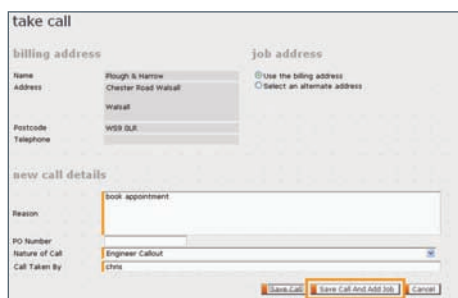 take call
billing address
job address
Name Plough & Harrow
Address Chester Road Walsall
Walsall
Postcode WS9 0LR
Telephone
Use the billing address
Select an alternate address
new call details
Reason book appointment
PO Number
Nature of Call Engineer Callout
Call Taken By chris
Save Call Save Call And Add Job Cancel